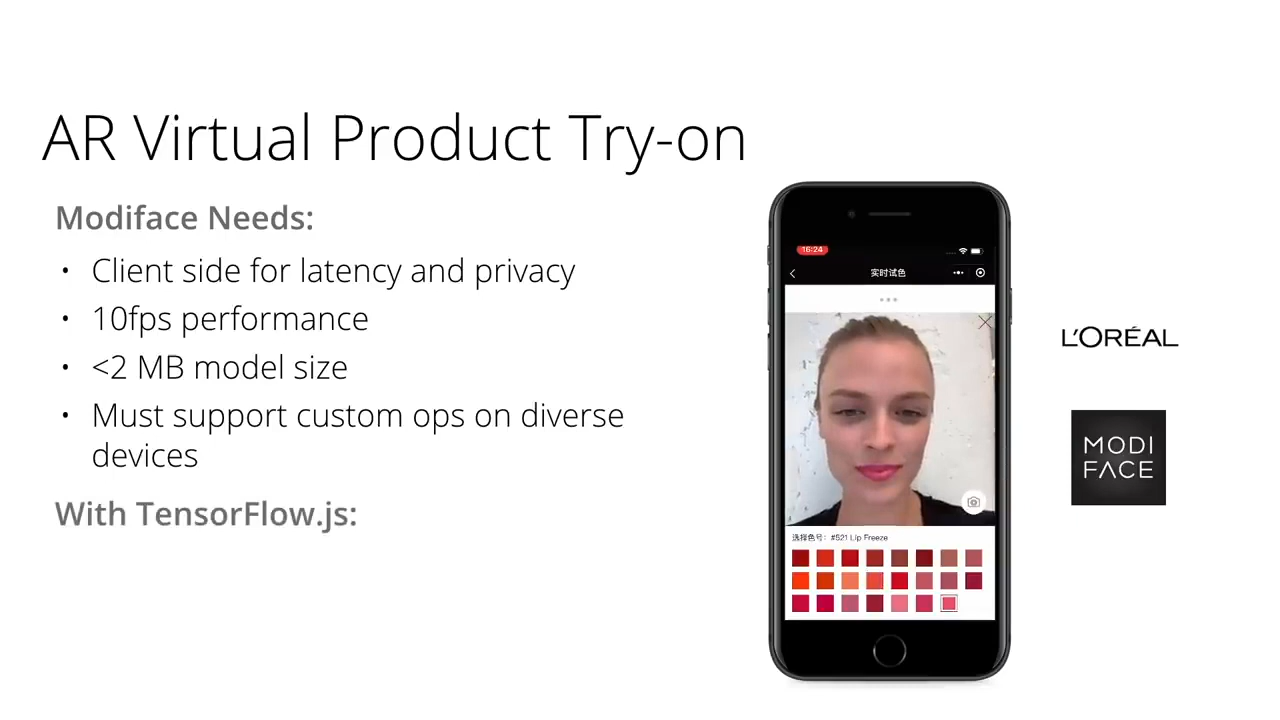 AR Virtual Product Try-on
Modiface Needs:
• Client side for latency and privacy
• 10fps performance
• <2 MB model size
• Must support custom ops on diverse
devices
With TensorFlow.js:
16:24
实时试色
选择色号: #521 Lip Freeze
L'ORÉAL
MODI
FACE